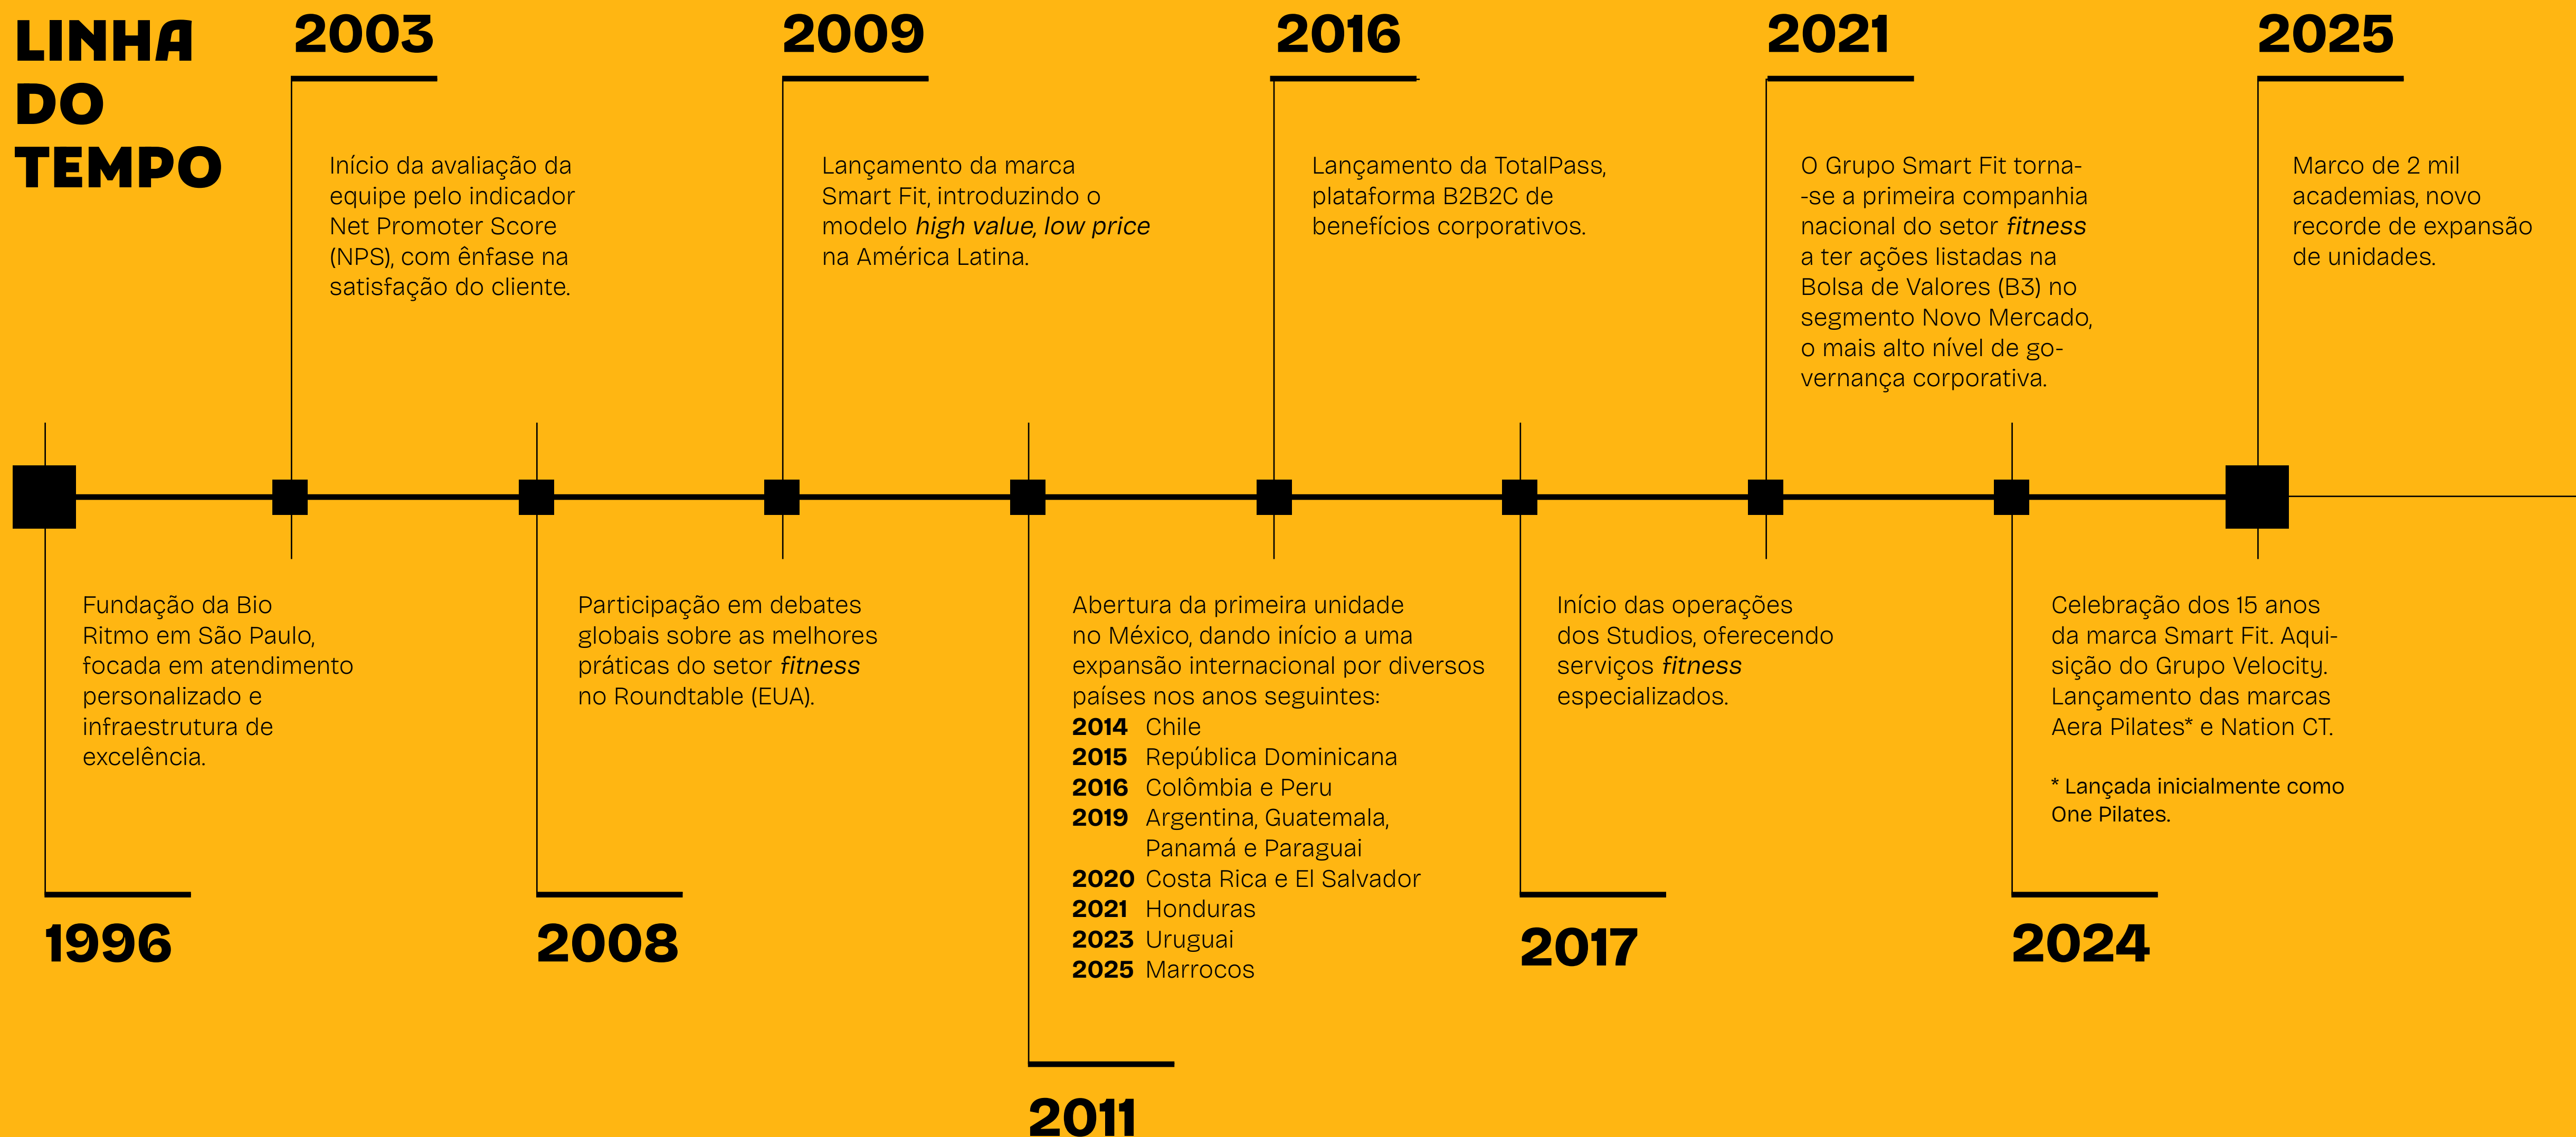 LINHA
DO
TEMPO
2003
Início da avaliação da
equipe pelo indicador
Net Promoter Score
(NPS), com ênfase na
satisfação do cliente.
2009
Lançamento da marca
Smart Fit, introduzindo o
modelo high value, low price
na América Latina.
2016
Lançamento da TotalPass,
plataforma B2B2C de
benefícios corporativos.
2021
O Grupo Smart Fit torna-
-se a primeira companhia
nacional do setor fitness
a ter ações listadas na
Bolsa de Valores (B3) no
segmento Novo Mercado,
o mais alto nível de go-
vernança corporativa.
2025
Marco de 2 mil
academias, novo
recorde de expansão
de unidades.
Fundação da Bio
Ritmo em São Paulo,
focada em atendimento
personalizado e
infraestrutura de
excelência.
1996
Participação em debates
globais sobre as melhores
práticas do setor fitness
no Roundtable (EUA).
2008
Abertura da primeira unidade
no México, dando início a uma
expansão internacional por diversos
países nos anos seguintes:
2014 Chile
2015 República Dominicana
2016 Colômbia e Peru
2019 Argentina, Guatemala,
Panamá e Paraguai
2020 Costa Rica e El Salvador
2021 Honduras
2023 Uruguai
2025 Marrocos
2011
Início das operações
dos Studios, oferecendo
serviços fitness
especializados.
2017
Celebração dos 15 anos
da marca Smart Fit. Aqui-
sição do Grupo Velocity.
Lançamento das marcas
Aera Pilates* e Nation CT.
* Lançada inicialmente como
One Pilates.
2024